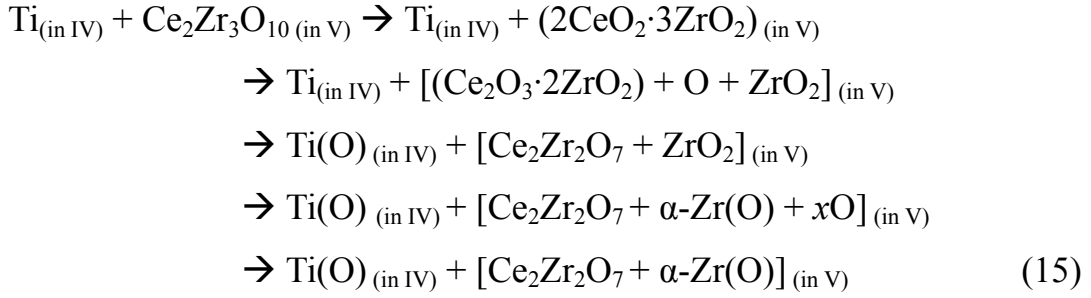 Ti(in IV) + Ce2Zr3O10 (in V) → Ti(in IV) + (2CeO2·3ZrO2) (in V)
→ Ti(in IV) + [(Ce2O3·2ZrO2) + O + ZrO2] (in V)
→ Ti(O) (in IV) + [Ce2Zr2O7 + ZrO2] (in V)
→ Ti(O) (in IV) + [Ce2Zr2O7 + α-Zr(O) + xO] (in V)
→ Ti(O) (in IV) + [Ce2Zr2O7 + α-Zr(O)] (in V) (15)